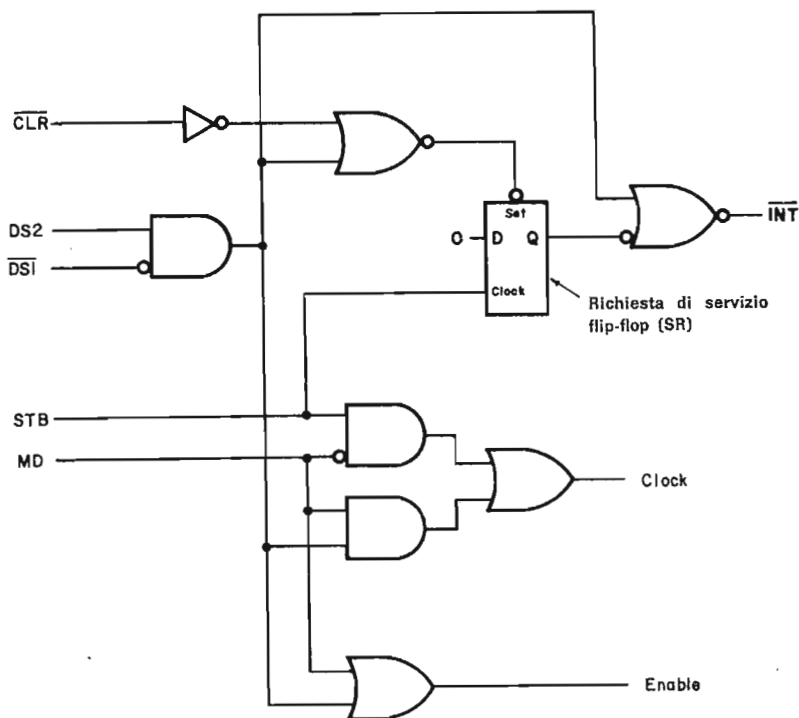 CLR
DS2
DS1
Set
0
D
Q
Clock
INT
Richiesta di servizio
flip-flop (SR)
STB
MD
Clock
Enable